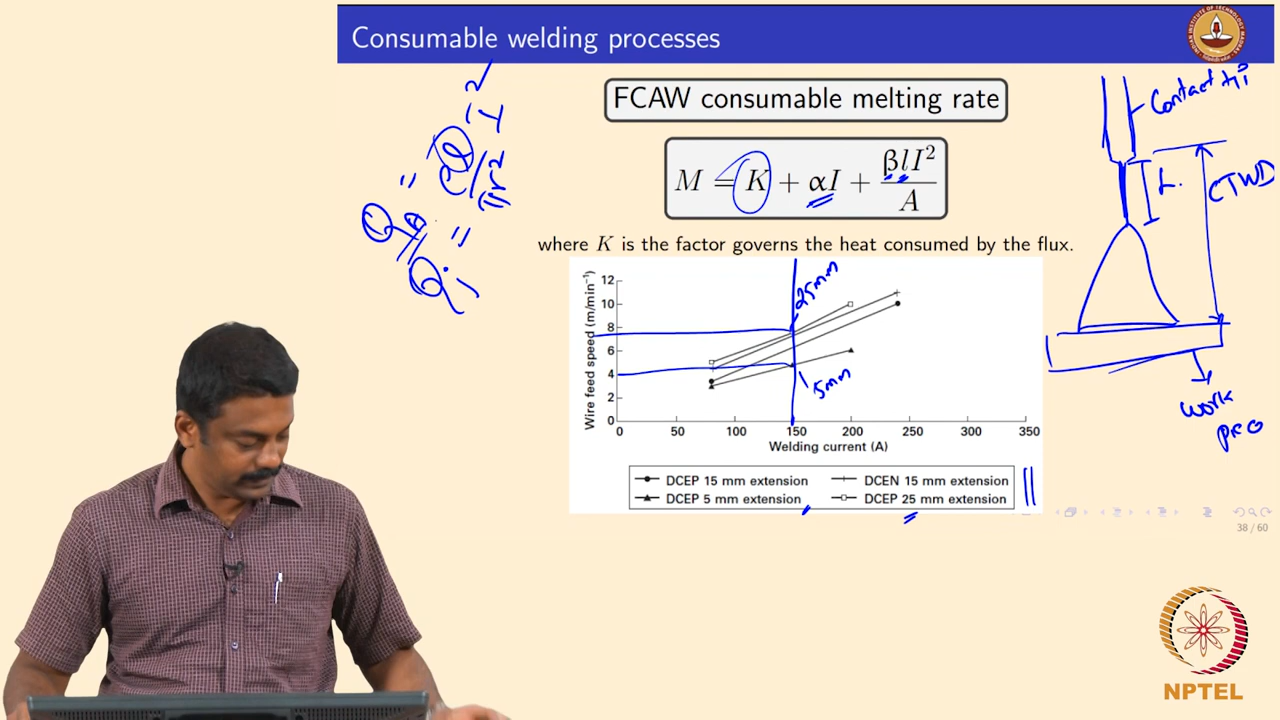 Consumable welding processes
FCAW consumable melting rate
M = K + αI + βlI²/A
where K is the factor governs the heat consumed by the flux.
Contact tip
L.
CTWD
work
piece
Wire feed speed (m/min⁻¹)
12
10
8
6
4
2
0
25mm
5mm
0 50 100 150 200 250 300 350
Welding current (A)
DCEP 15 mm extension
DCEN 15 mm extension
DCEP 5 mm extension
DCEP 25 mm extension
38 / 60
NPTEL